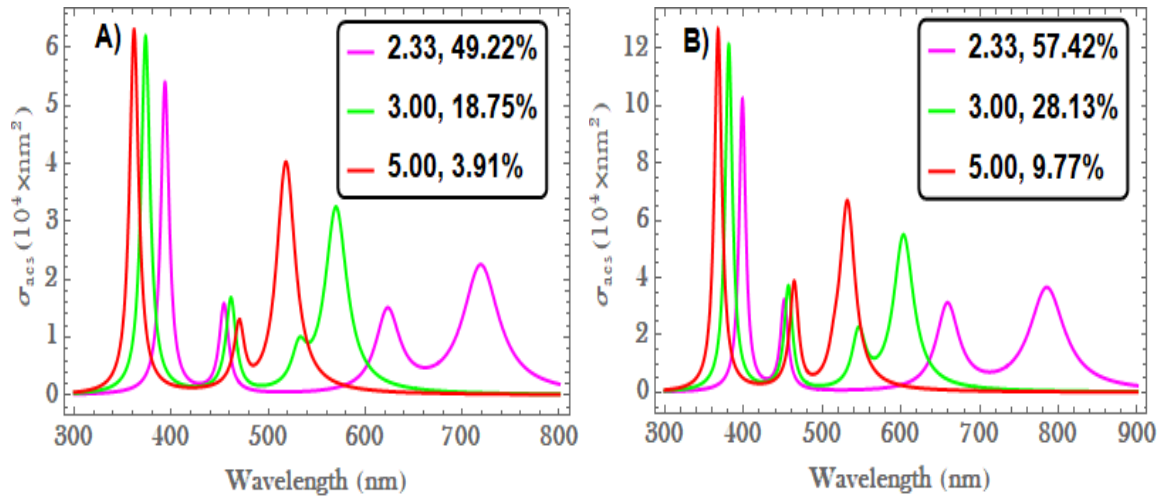 A)
2.33, 49.22%
3.00, 18.75%
5.00, 3.91%
σacs (10⁴ ×nm²)
6
5
4
3
2
1
0
300 400 500 600 700 800
Wavelength (nm)
B)
2.33, 57.42%
3.00, 28.13%
5.00, 9.77%
σacs (10⁴ ×nm²)
12
10
8
6
4
2
0
300 400 500 600 700 800 900
Wavelength (nm)